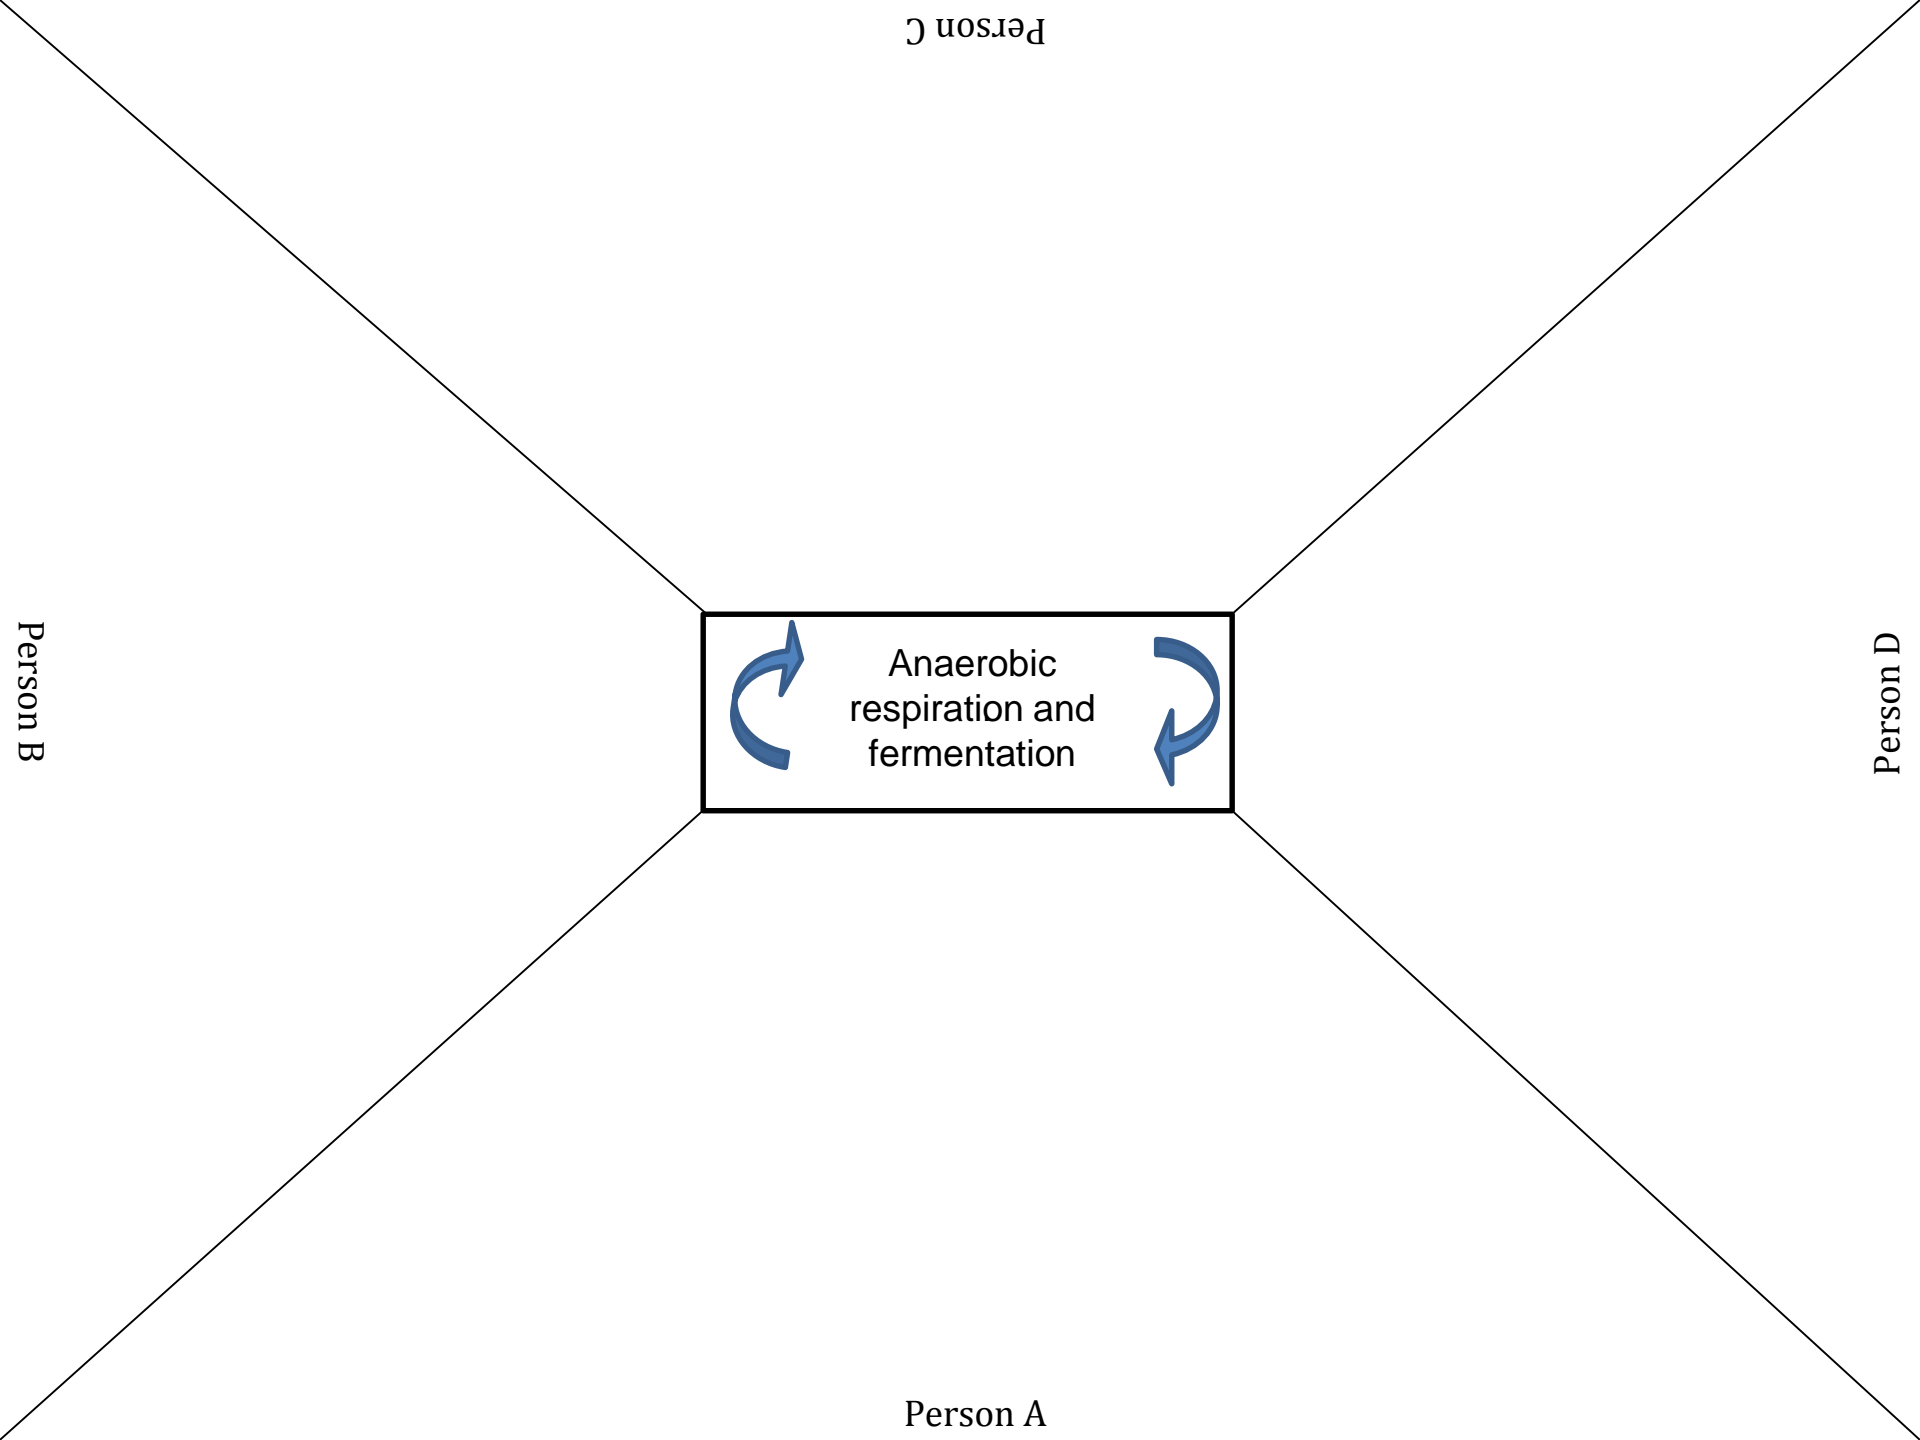 Person C
Person B
Anaerobic
respiration and
fermentation
Person D
Person A